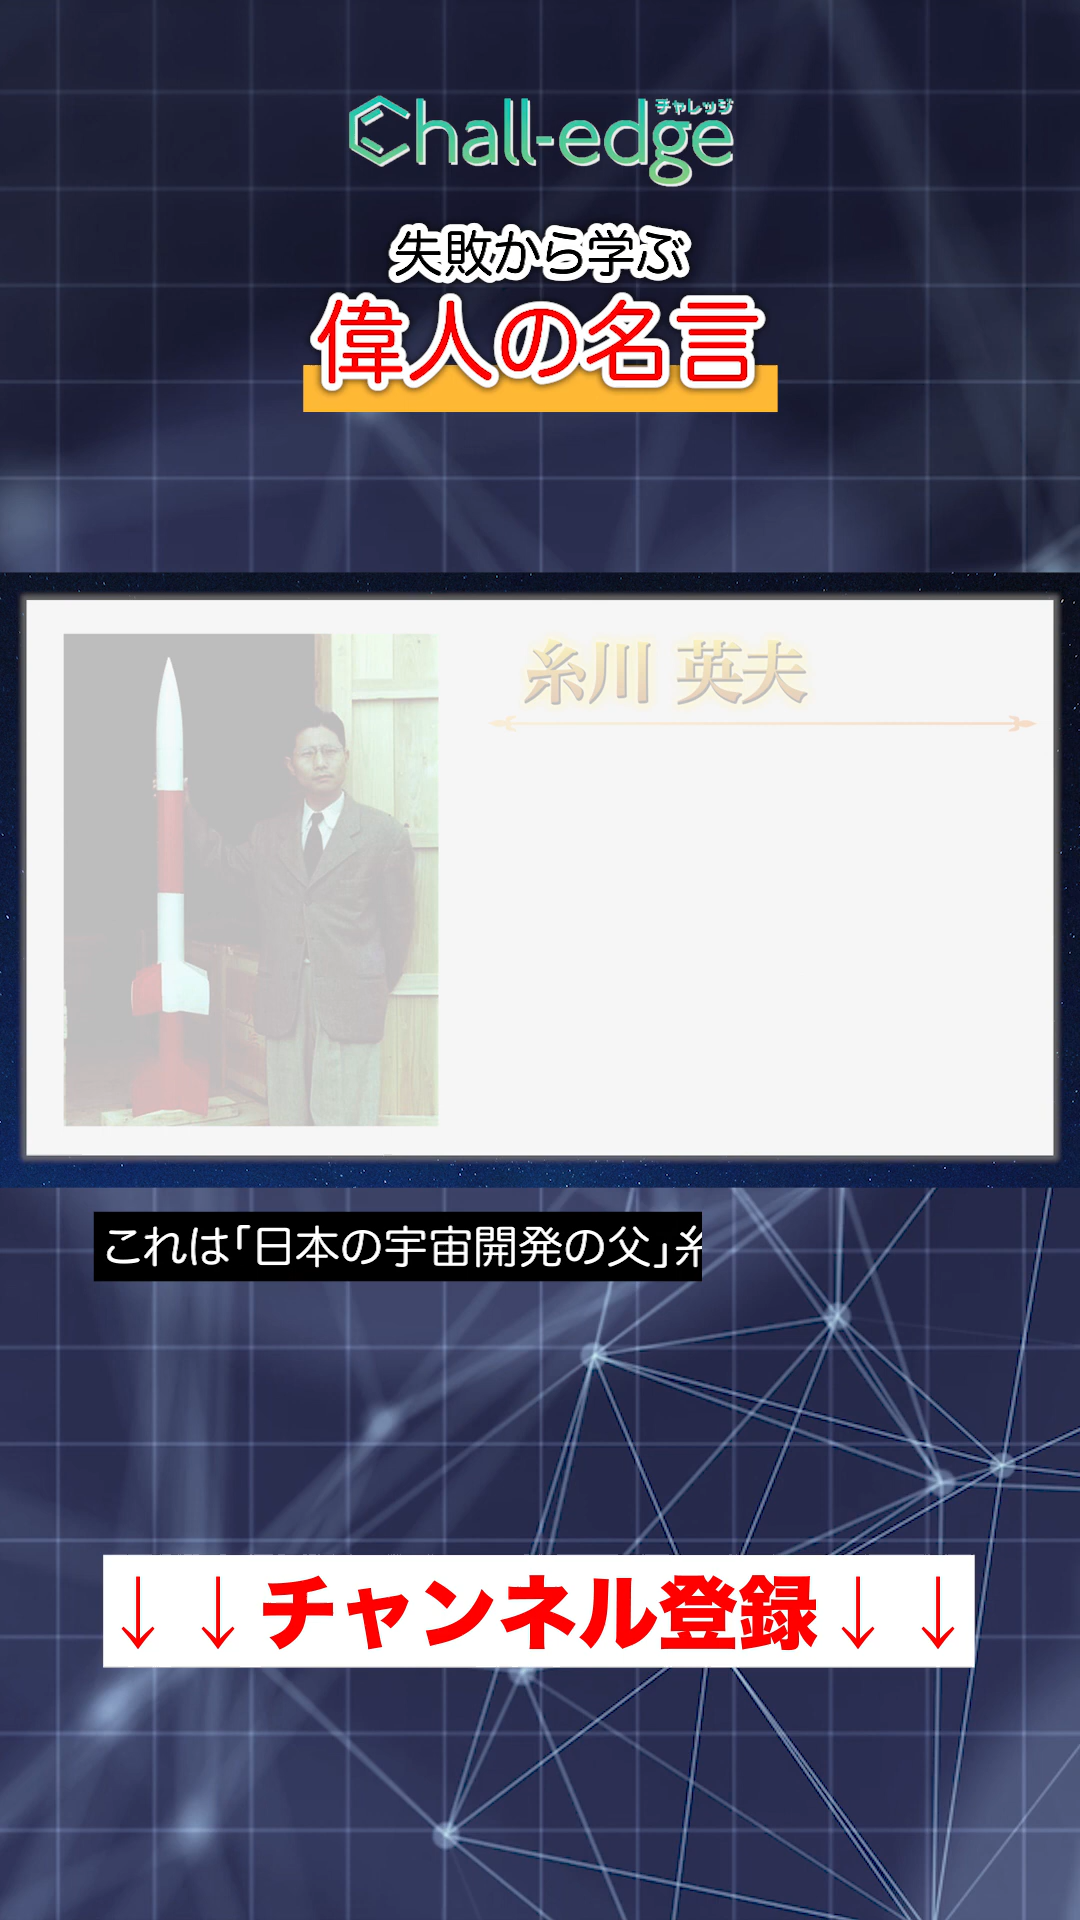 Chall-edge
チャレッジ
失敗から学ぶ
偉人の名言
糸川 英夫
これは「日本の宇宙開発の父」糸
↓↓チャンネル登録↓↓